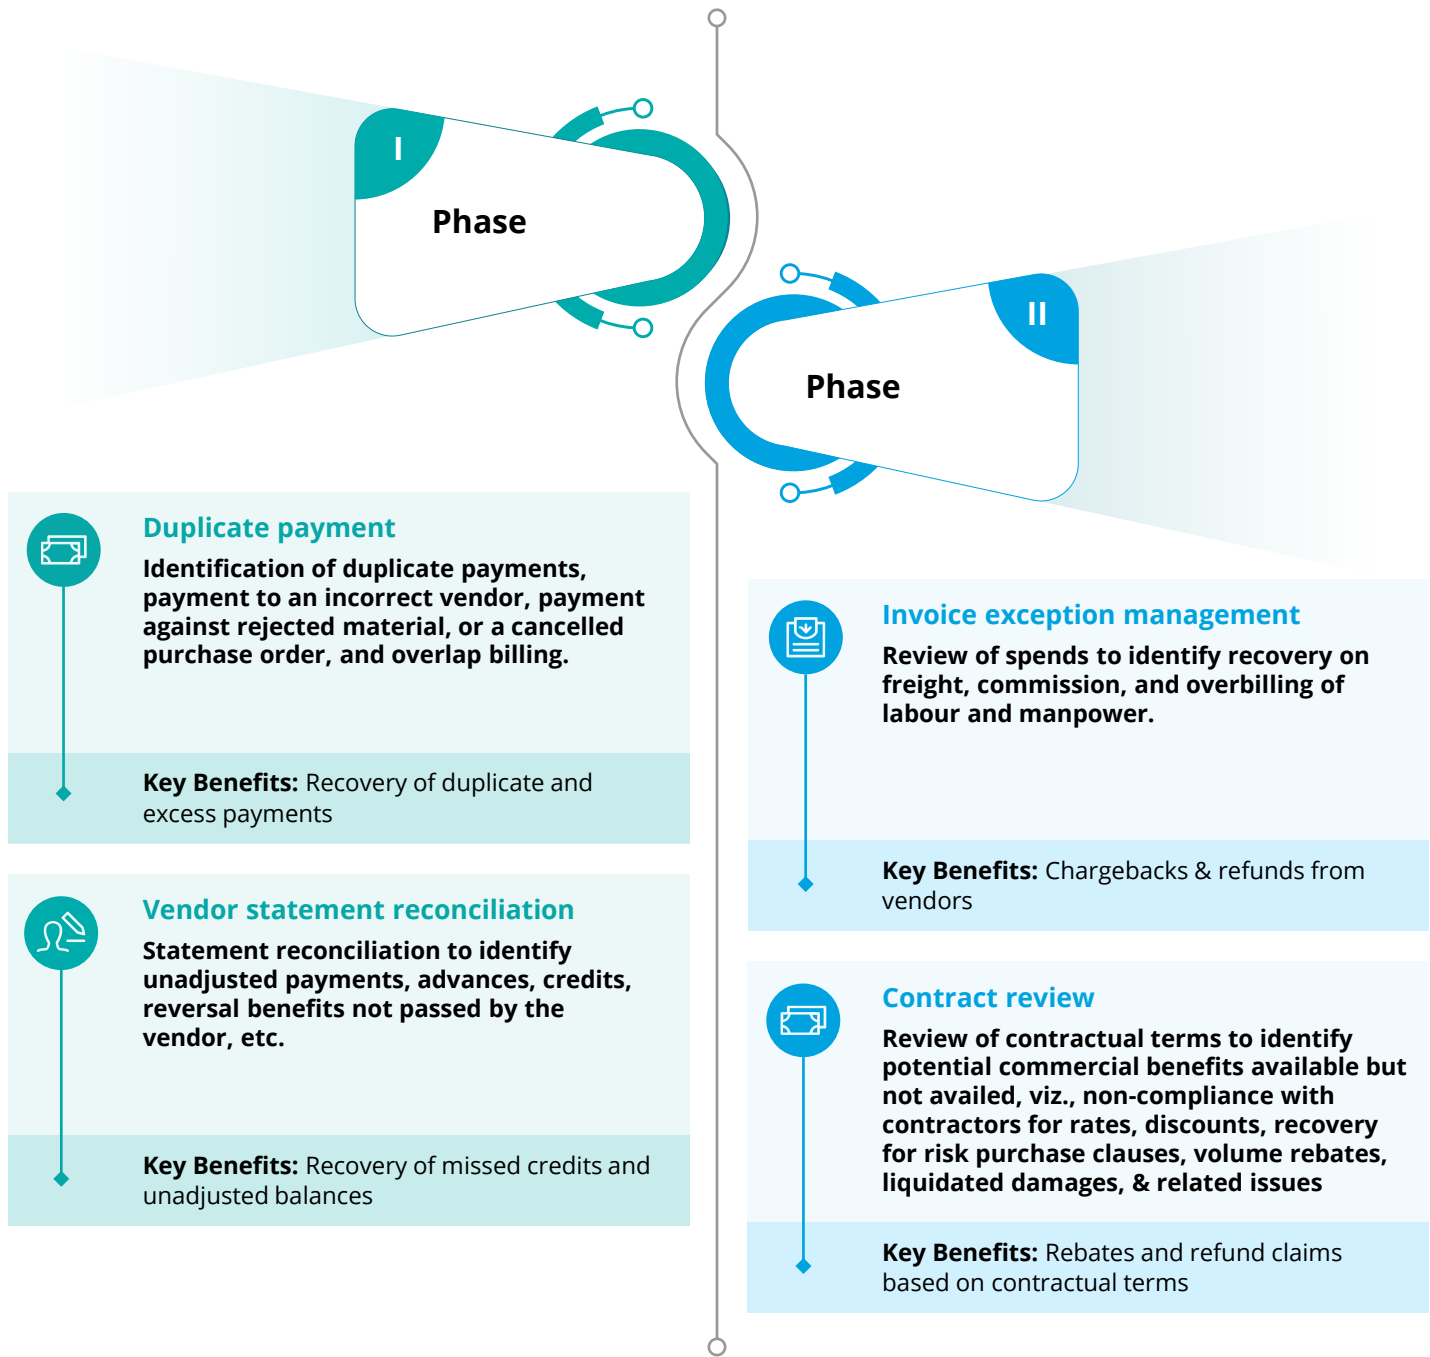 I
Phase
Duplicate payment
Identification of duplicate payments,
payment to an incorrect vendor, payment
against rejected material, or a cancelled
purchase order, and overlap billing.
Key Benefits: Recovery of duplicate and
excess payments
Vendor statement reconciliation
Statement reconciliation to identify
unadjusted payments, advances, credits,
reversal benefits not passed by the
vendor, etc.
Key Benefits: Recovery of missed credits and
unadjusted balances
II
Phase
Invoice exception management
Review of spends to identify recovery on
freight, commission, and overbilling of
labour and manpower.
Key Benefits: Chargebacks & refunds from
vendors
Contract review
Review of contractual terms to identify
potential commercial benefits available but
not availed, viz., non-compliance with
contractors for rates, discounts, recovery
for risk purchase clauses, volume rebates,
liquidated damages, & related issues
Key Benefits: Rebates and refund claims
based on contractual terms